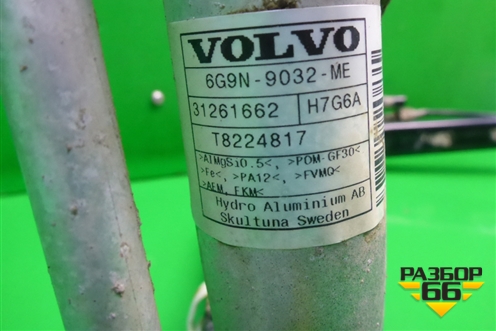 VOLVO
6G9N-9032-ME
31261662 H7G6A
T8224817
>AlMgSi0.5<, >POM-GF30<
>Fe<, >PA12<, >FVMQ<
>AEM, FKM<
Hydro Aluminium AB
Skultuna Sweden
РАЗБОР
66